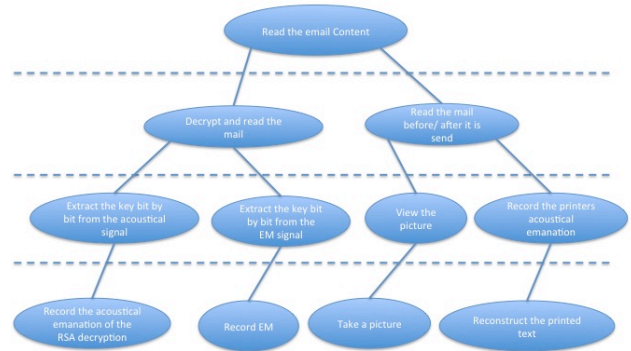 Read the email Content
Decrypt and read the
mail
Read the mail
before/ after it is
send
Extract the key bit by
bit from the acoustical
signal
Extract the key bit
by bit from the
EM signal
View the
picture
Record the printers
acoustical
emanation
Record the acoustical
emanation of the
RSA decryption
Record EM
Take a picture
Reconstruct the printed
text